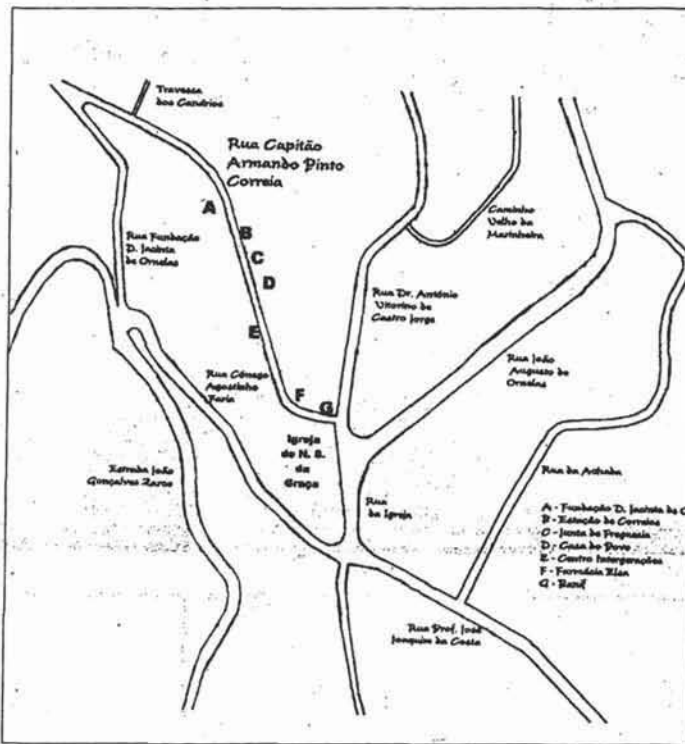 Travessa
dos Candrios
Rua Capitão
Armando Pinto
Correia
A
B
C
D
E
F
G
Rua Fundação
D. Jacinta
de Ornelas
Caminho
Velho da
Marinheira
Rua Dr. António
Vitorino de
Castro Jorge
Rua João
Augusto de
Ornelas
Rua Cónego
Agostinho
Faria
Igreja
de N. S.
da
Graça
Estrada João
Gonçalves Zarco
Rua
da Igreja
Rua da Achada
A - Fundação D. Jacinta de
B - Estação de Correios
C - Junta de Freguesia
D - Casa do Povo
E - Centro Intergerações
F - Farmácia
G -
Rua Prof. José
Joaquim da Costa